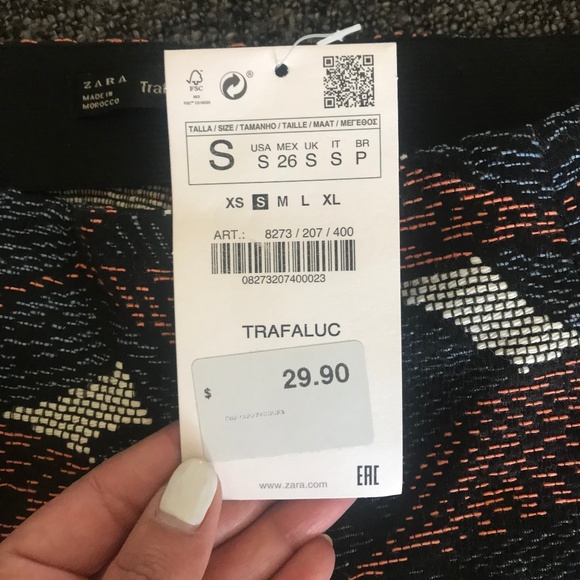 ZARA
MADE IN
MOROCCO
FSC
MIX
TALLA / SIZE / TAMANHO / TAILLE / MAAT / ΜΕΓΕΘΟΣ
S
USA MEX UK IT BR
S 26 S S P
XS S M L XL
ART.: 8273 / 207 / 400
08273207400023
TRAFALUC
$ 29.90
www.zara.com
EAC